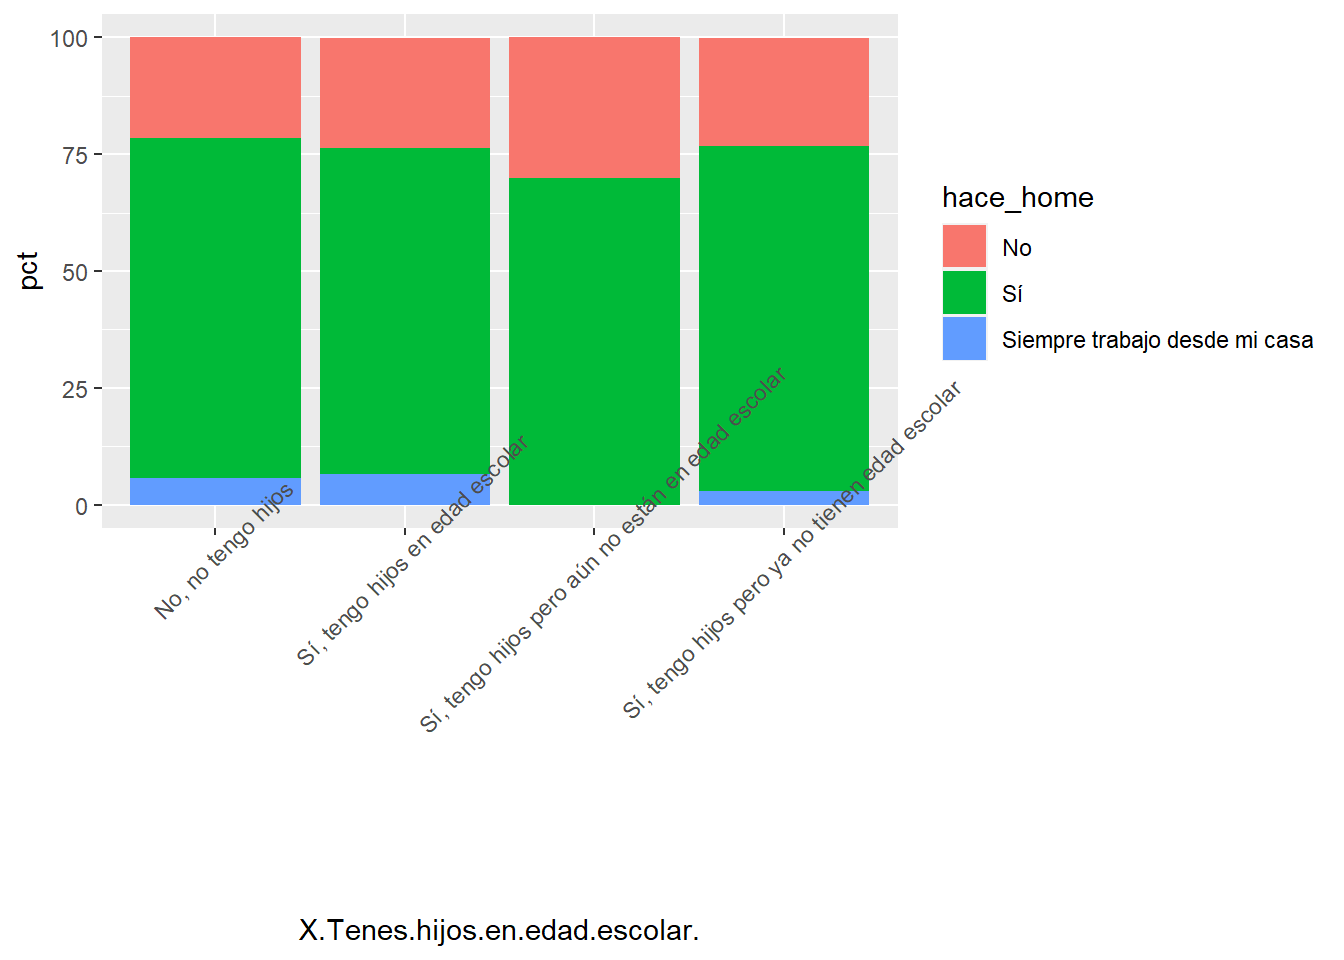 100
75
50
25
0
pct
No, no tengo hijos
Sí, tengo hijos en edad escolar
Sí, tengo hijos pero aún no están en edad escolar
Sí, tengo hijos pero ya no tienen edad escolar
X.Tenes.hijos.en.edad.escolar.
hace_home
No
Sí
Siempre trabajo desde mi casa